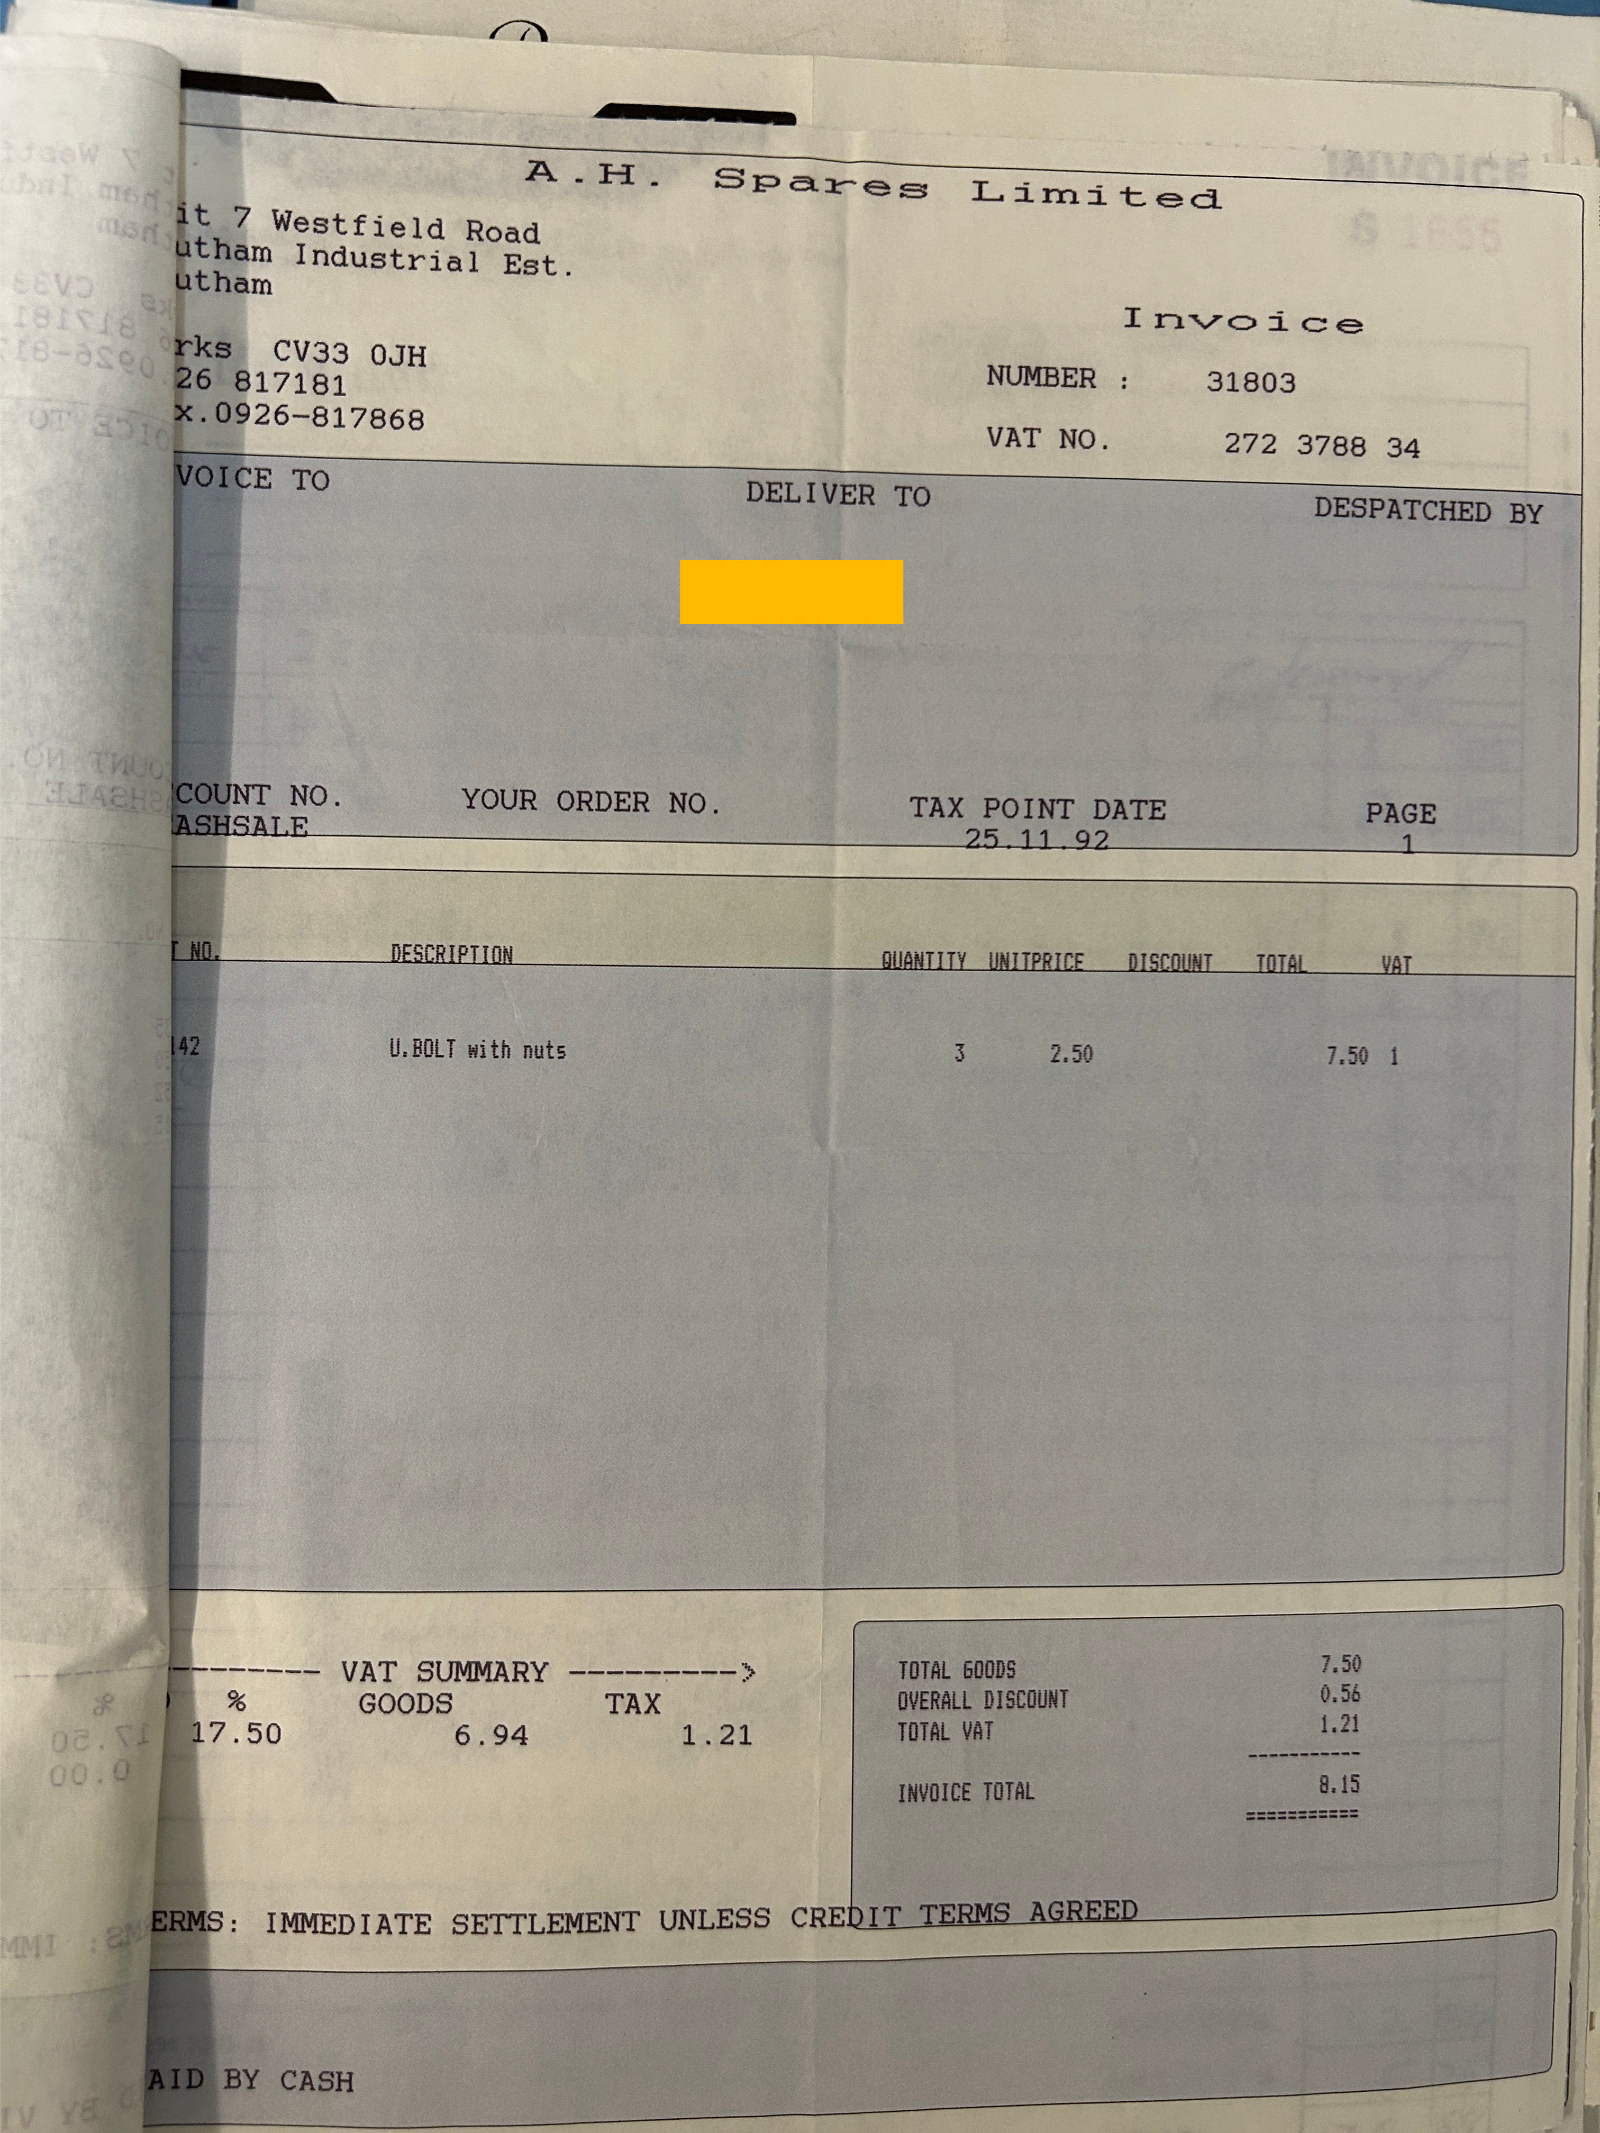 A.H. Spares Limited
it 7 Westfield Road
utham Industrial Est.
utham
rks CV33 0JH
26 817181
x.0926-817868
Invoice
NUMBER : 31803
VAT NO. 272 3788 34
VOICE TO DELIVER TO DESPATCHED BY
COUNT NO. YOUR ORDER NO. TAX POINT DATE PAGE
ASHSALE 25.11.92 1
T NO. DESCRIPTION QUANTITY UNITPRICE DISCOUNT TOTAL VAT
142 U.BOLT with nuts 3 2.50 7.50 1
------- VAT SUMMARY --------->
% GOODS TAX
17.50 6.94 1.21
TOTAL GOODS 7.50
OVERALL DISCOUNT 0.56
TOTAL VAT 1.21
-----------
INVOICE TOTAL 8.15
===========
ERMS: IMMEDIATE SETTLEMENT UNLESS CREDIT TERMS AGREED
AID BY CASH